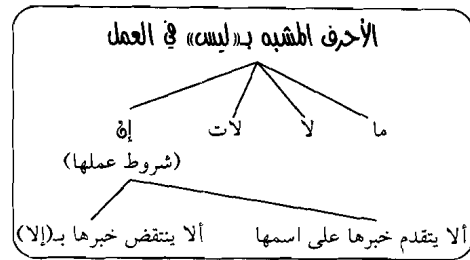 الأحرف المشبه بـ«ليس» في العمل
ما لا لات إن
(شروط عملها)
ألا يتقدم خبرها على اسمها ألا ينتقض خبرها بـ(إلا)